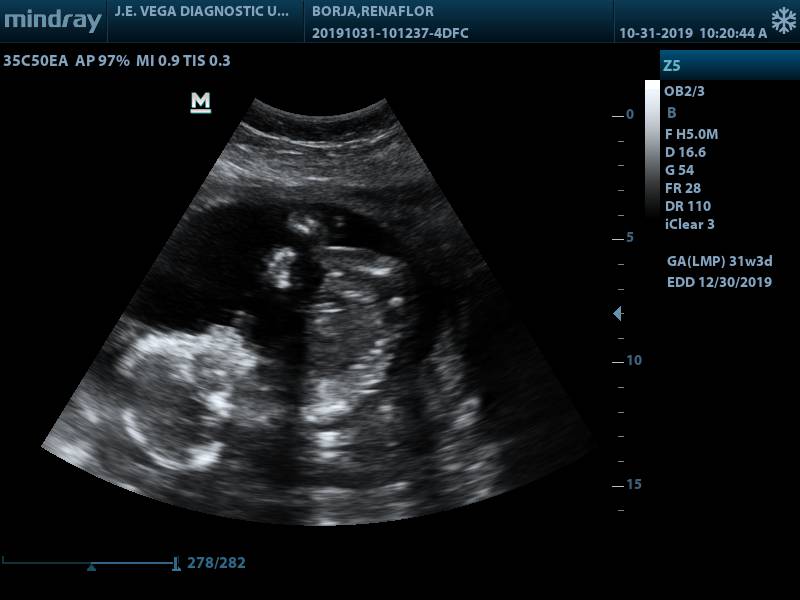 mindray
J.E. VEGA DIAGNOSTIC U...
BORJA,RENAFLOR
20191031-101237-4DFC
10-31-2019 10:20:44 A
35C50EA AP 97% MI 0.9 TIS 0.3
Z5
M
OB2/3
B
F H5.0M
D 16.6
G 54
FR 28
DR 110
iClear 3
GA(LMP) 31w3d
EDD 12/30/2019
0
5
10
15
278/282